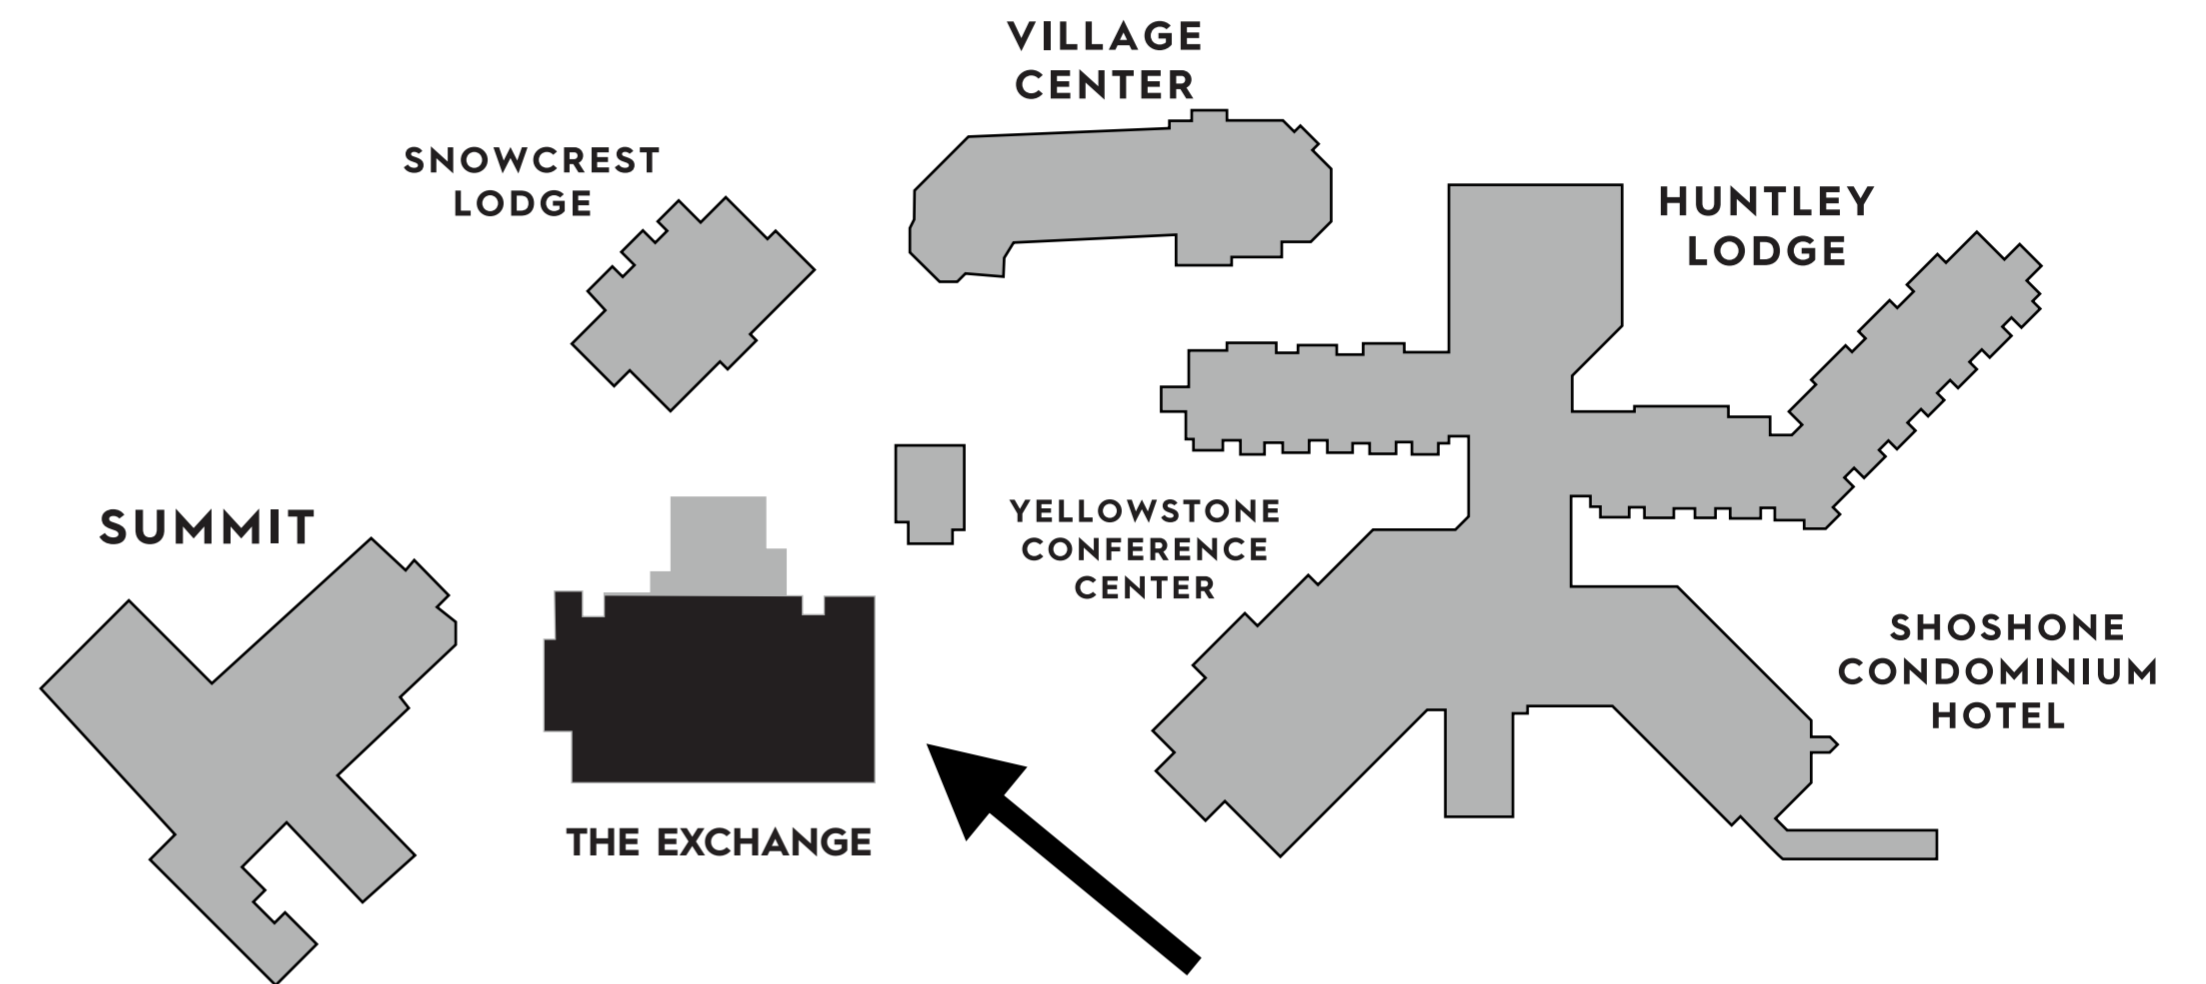 VILLAGE
CENTER
SNOWCREST
LODGE
HUNTLEY
LODGE
SUMMIT
YELLOWSTONE
CONFERENCE
CENTER
SHOSHONE
CONDOMINIUM
HOTEL
THE EXCHANGE